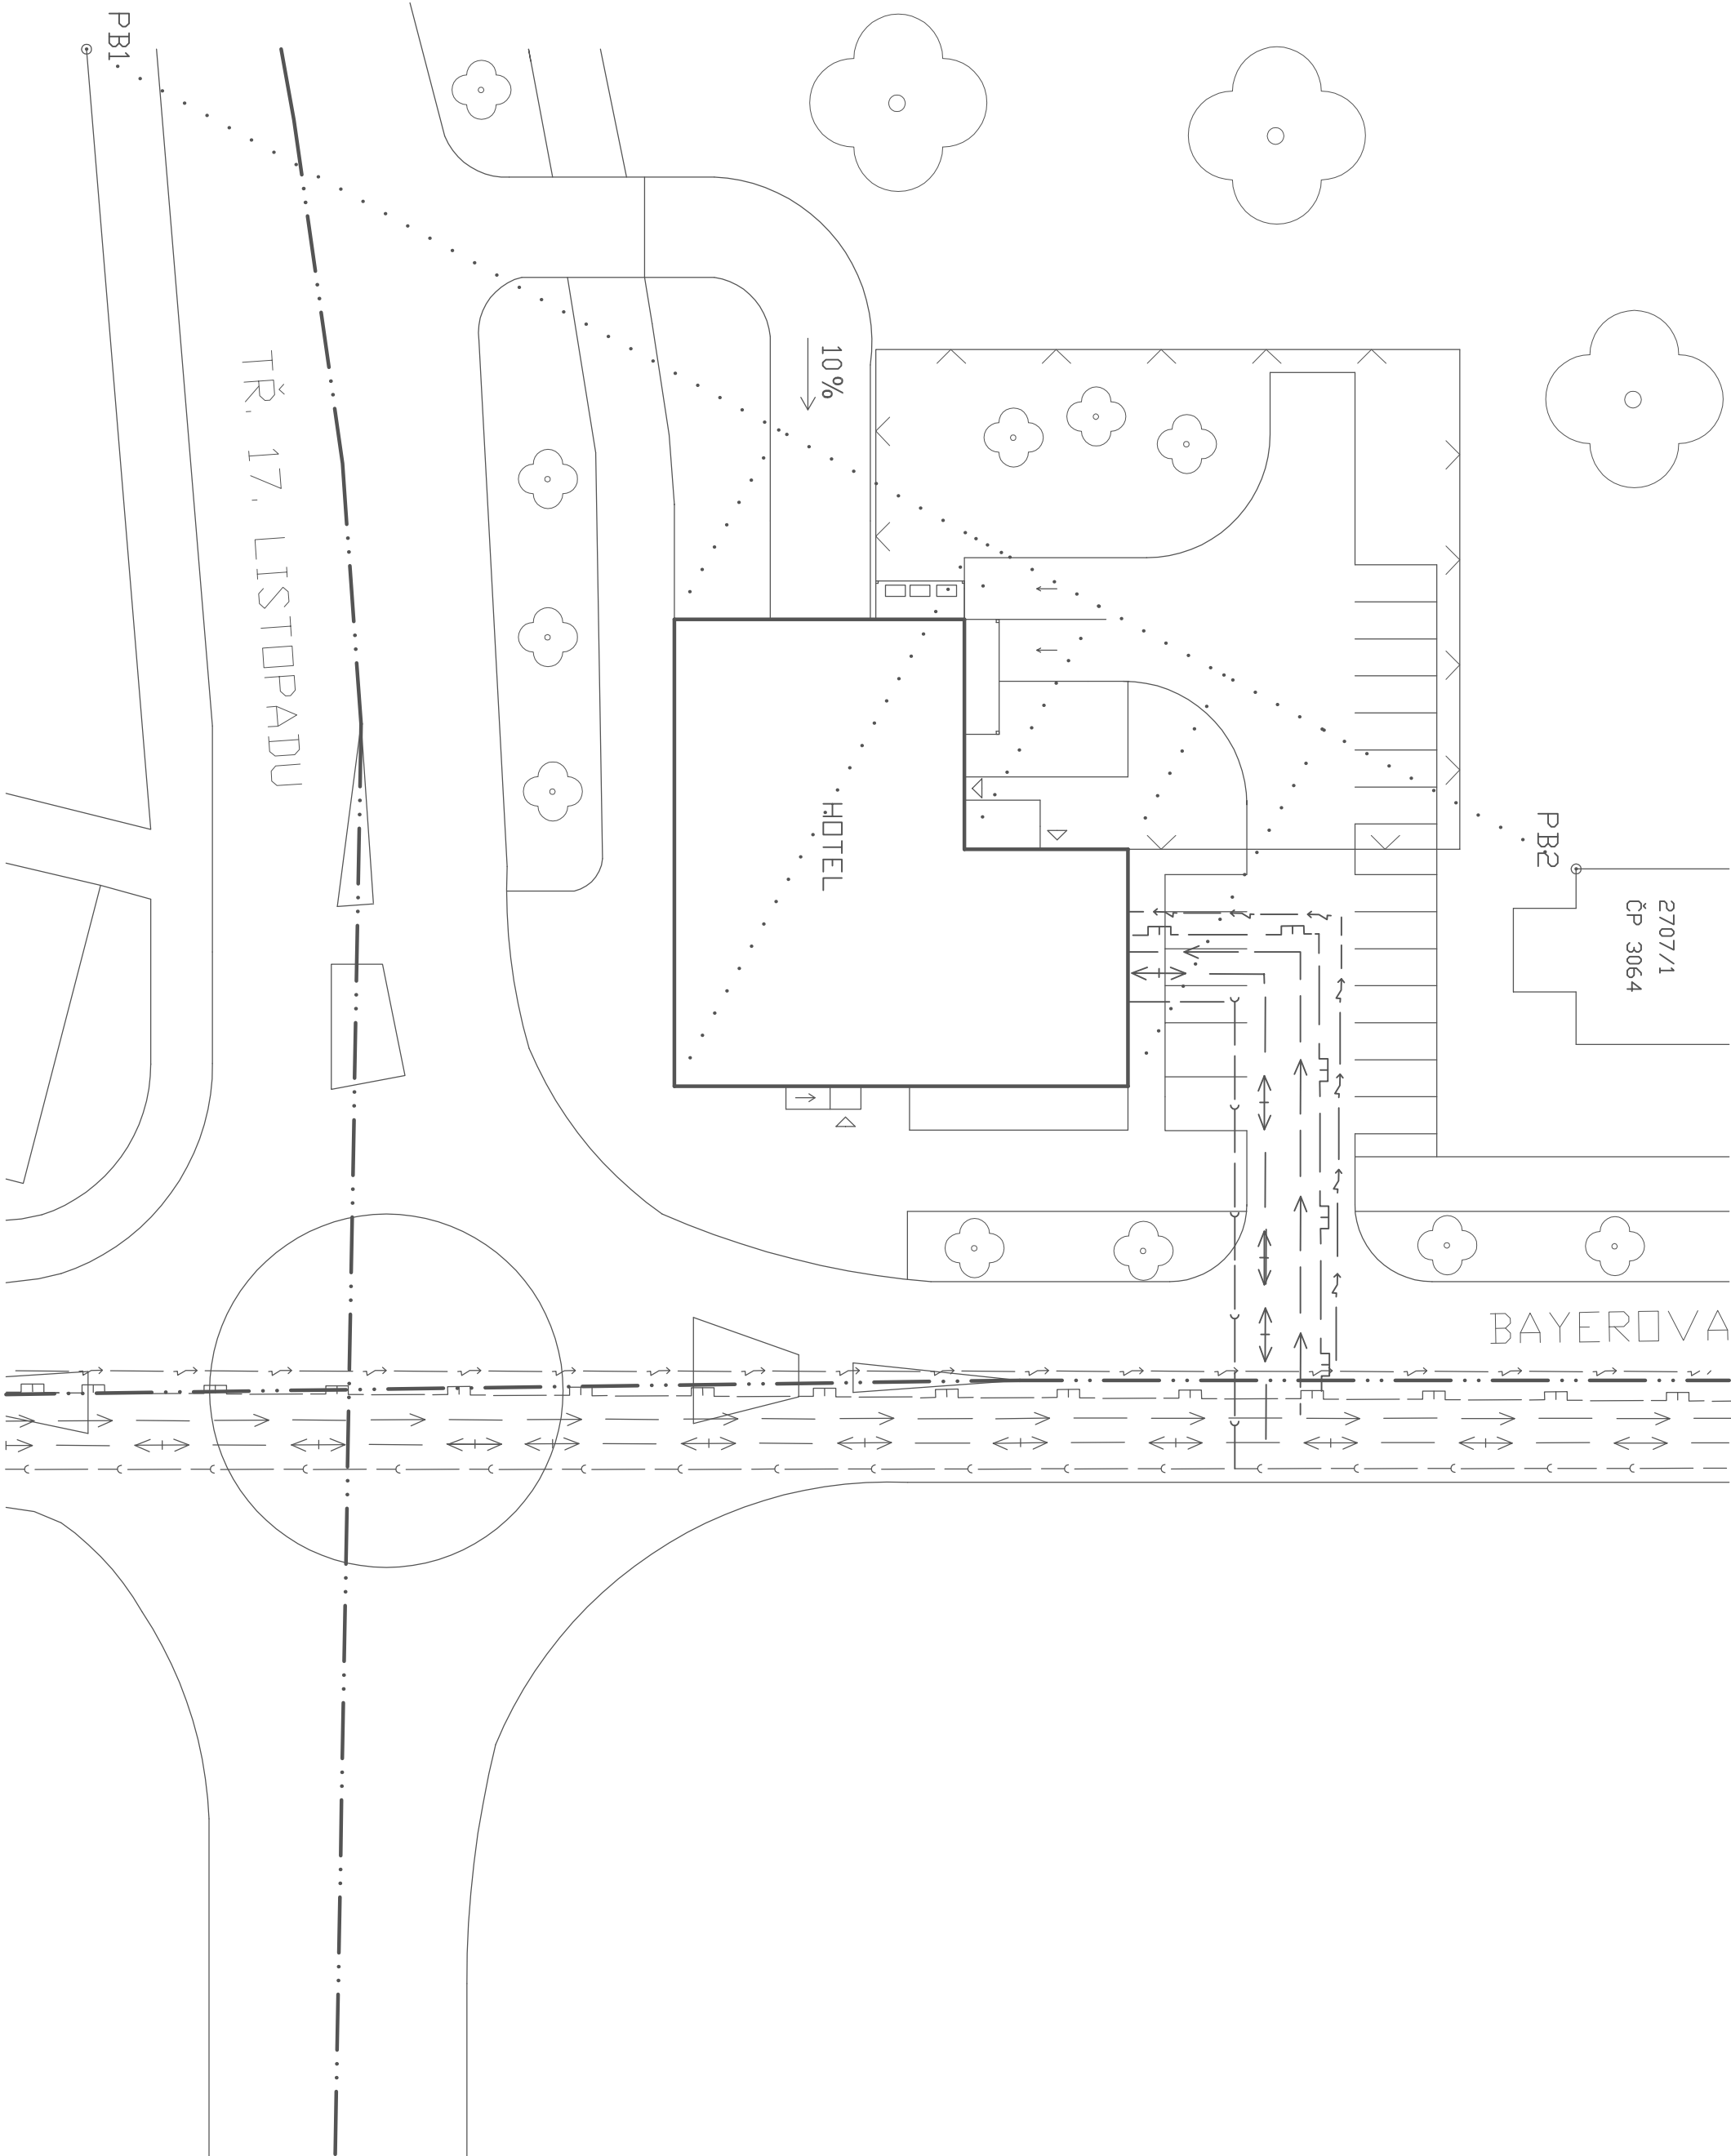 PB1
TŘ. 17. LISTOPADU
10%
HOTEL
PB2
2707/1
ČP 3064
BAYEROVA